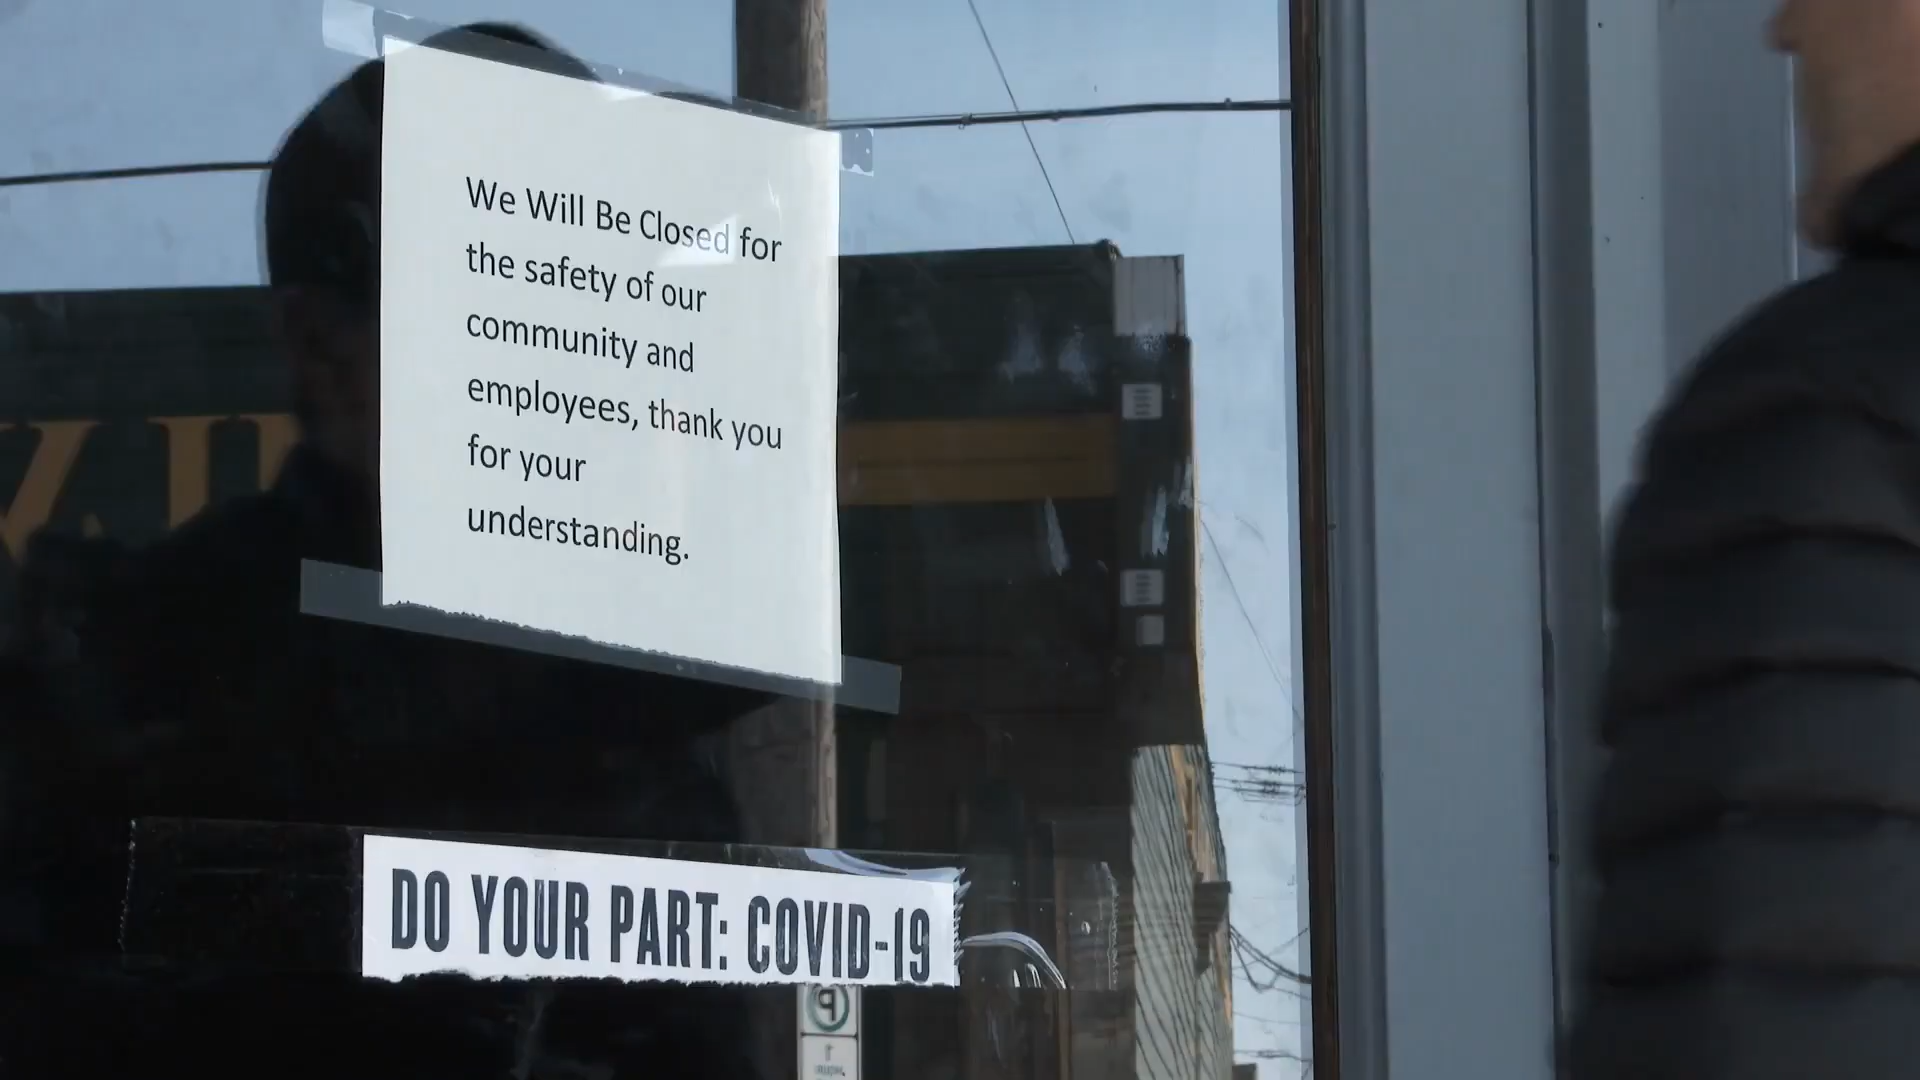 We Will Be Closed for
the safety of our
community and
employees, thank you
for your
understanding.
DO YOUR PART: COVID-19
P